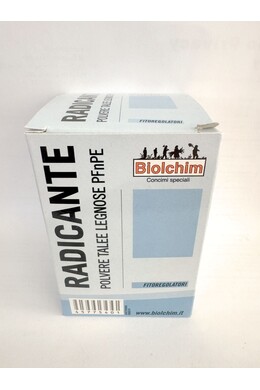 RADICANTE
FITOREGOLATORI
RADICANTE
POLVERE TALEE LEGNOSE PFnPE
Biolchim
Concimi speciali
FITOREGOLATORI
www.biolchim.it